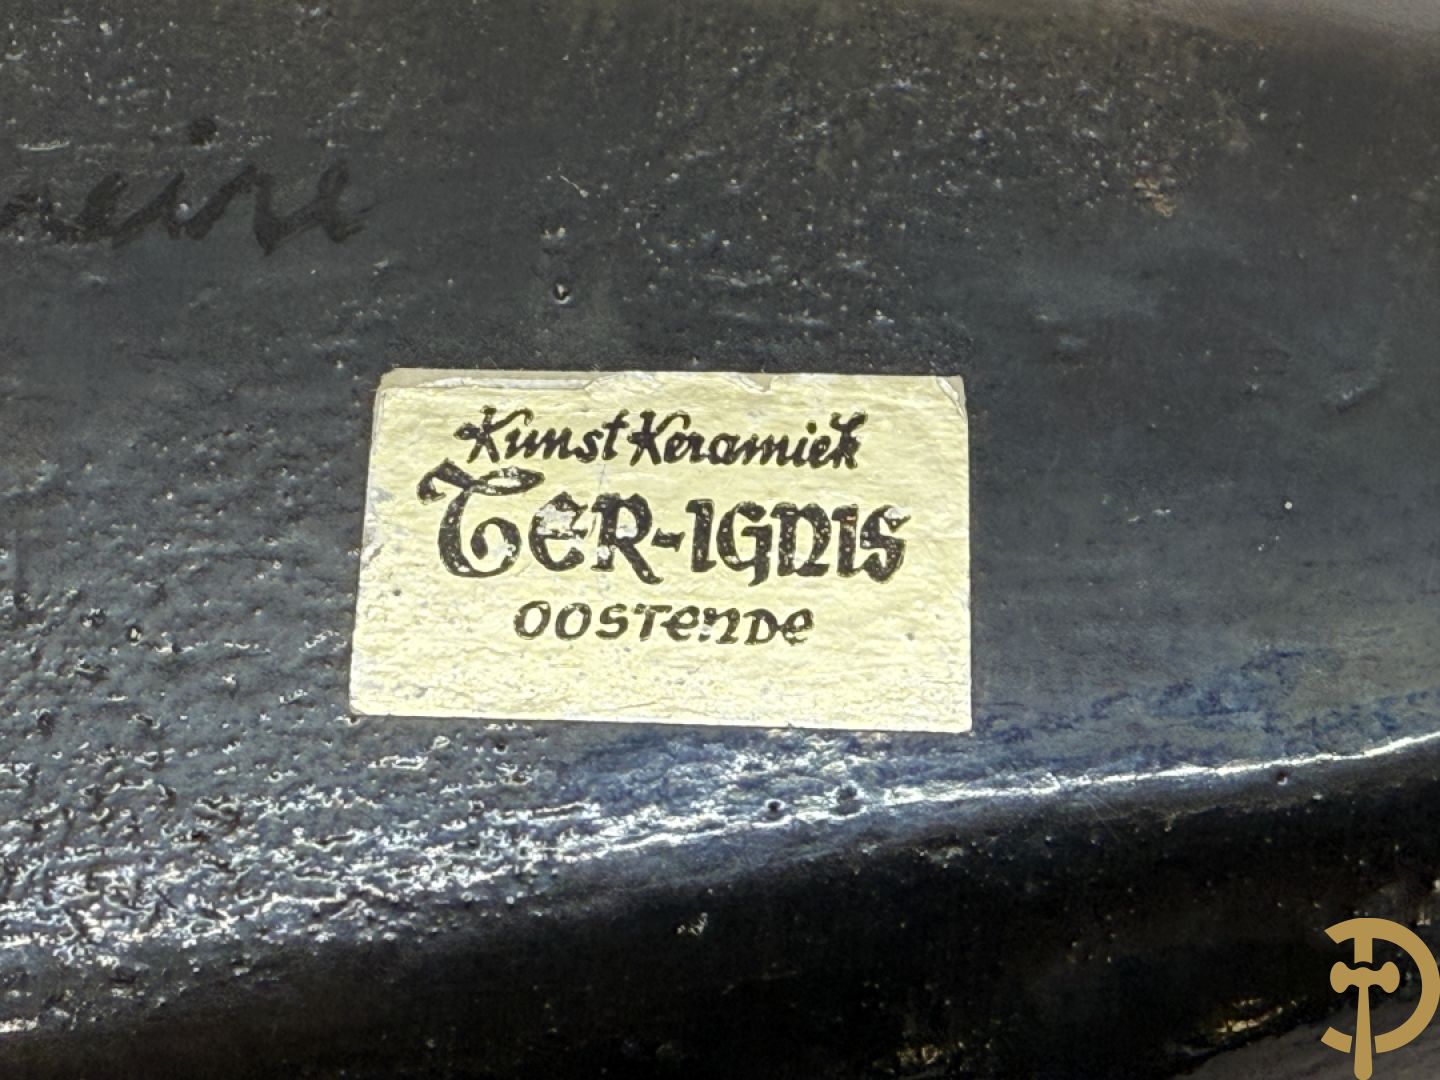 Kunst Keramiek
TER-IGNIS
OOSTENDE